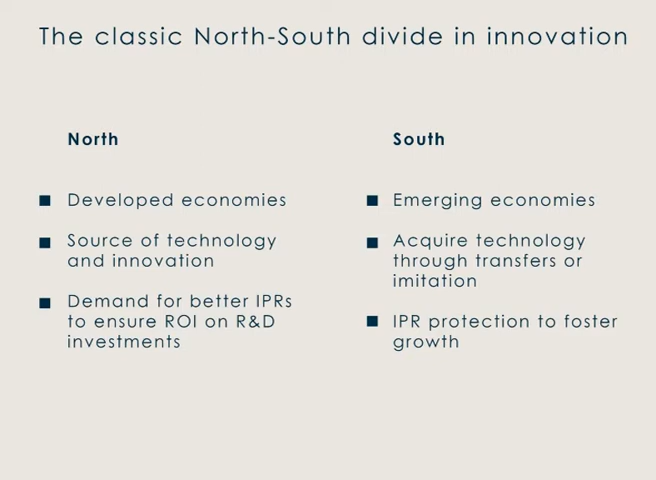 The classic North-South divide in innovation
North
Developed economies
Source of technology
and innovation
Demand for better IPRs
to ensure ROI on R&D
investments
South
Emerging economies
Acquire technology
through transfers or
imitation
IPR protection to foster
growth